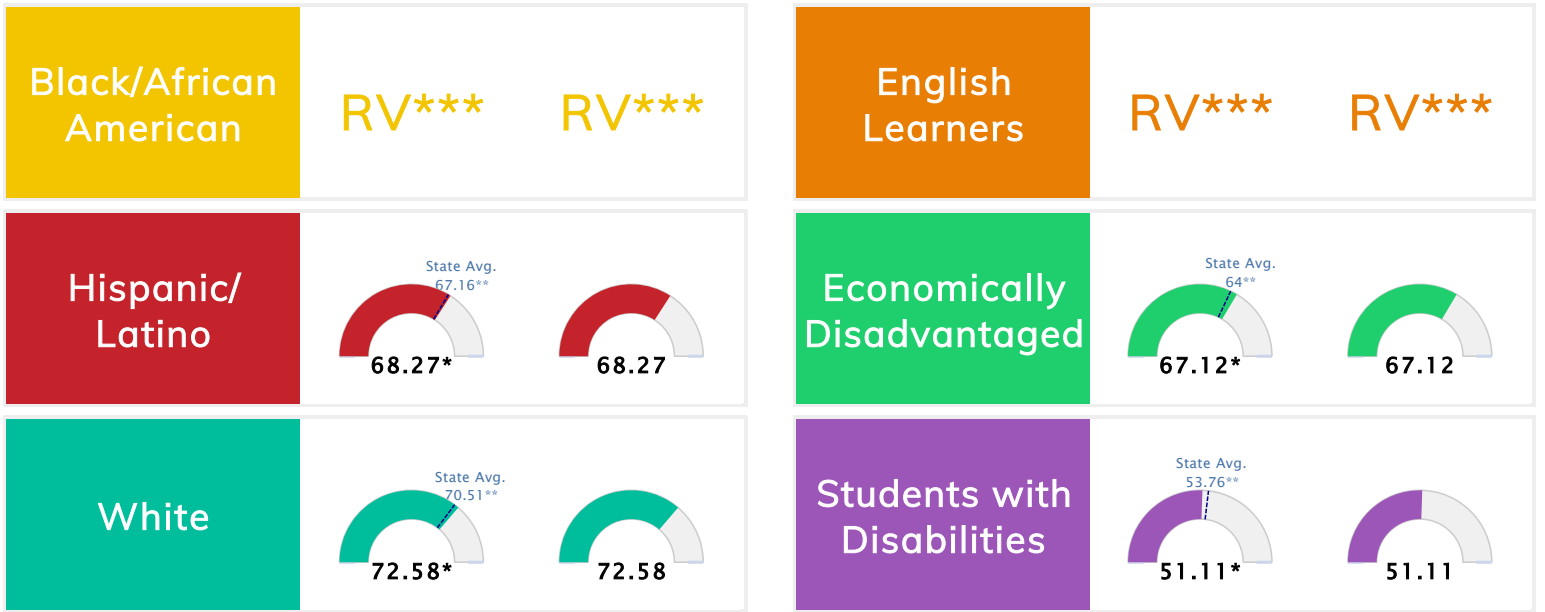 Black/African
American
RV*** RV***
English
Learners
RV*** RV***
Hispanic/
Latino
State Avg.
67.16**
68.27* 68.27
Economically
Disadvantaged
State Avg.
64**
67.12* 67.12
White
State Avg.
70.51**
72.58* 72.58
Students with
Disabilities
State Avg.
53.76**
51.11* 51.11